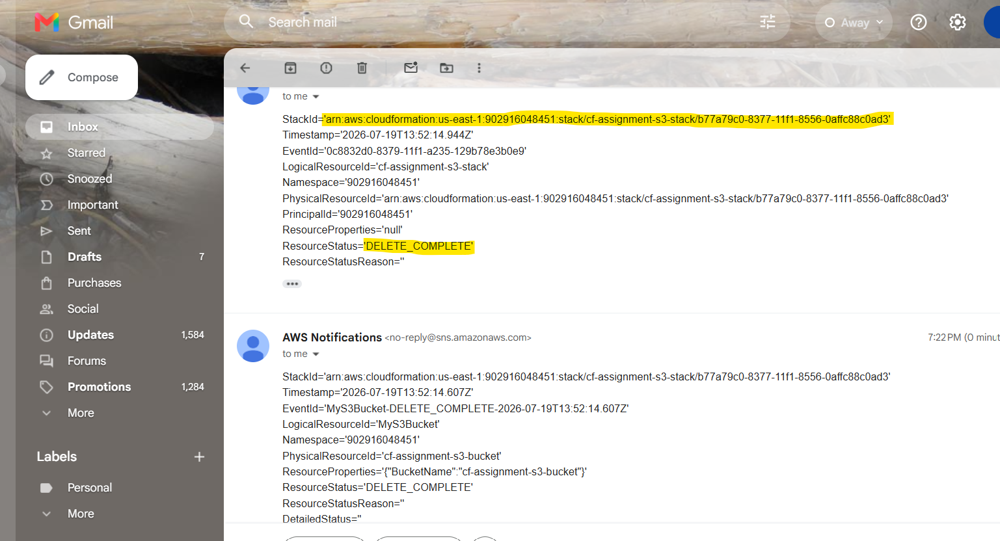 Gmail
Search mail
Away
Compose
Inbox
Starred
Snoozed
Important
Sent
Drafts 7
Purchases
Social
Updates 1,584
Forums
Promotions 1,284
More
Labels +
Personal
More
to me
StackId='arn:aws:cloudformation:us-east-1:902916048451:stack/cf-assignment-s3-stack/b77a79c0-8377-11f1-8556-0affc88c0ad3'
Timestamp='2026-07-19T13:52:14.944Z'
EventId='0c8832d0-8379-11f1-a235-129b78e3b0e9'
LogicalResourceId='cf-assignment-s3-stack'
Namespace='902916048451'
PhysicalResourceId='arn:aws:cloudformation:us-east-1:902916048451:stack/cf-assignment-s3-stack/b77a79c0-8377-11f1-8556-0affc88c0ad3'
PrincipalId='902916048451'
ResourceProperties='null'
ResourceStatus='DELETE_COMPLETE'
ResourceStatusReason=''
AWS Notifications <no-reply@sns.amazonaws.com> 7:22 PM (0 minut
to me
StackId='arn:aws:cloudformation:us-east-1:902916048451:stack/cf-assignment-s3-stack/b77a79c0-8377-11f1-8556-0affc88c0ad3'
Timestamp='2026-07-19T13:52:14.607Z'
EventId='MyS3Bucket-DELETE_COMPLETE-2026-07-19T13:52:14.607Z'
LogicalResourceId='MyS3Bucket'
Namespace='902916048451'
PhysicalResourceId='cf-assignment-s3-bucket'
ResourceProperties='{"BucketName":"cf-assignment-s3-bucket"}'
ResourceStatus='DELETE_COMPLETE'
ResourceStatusReason=''
DetailedStatus=''